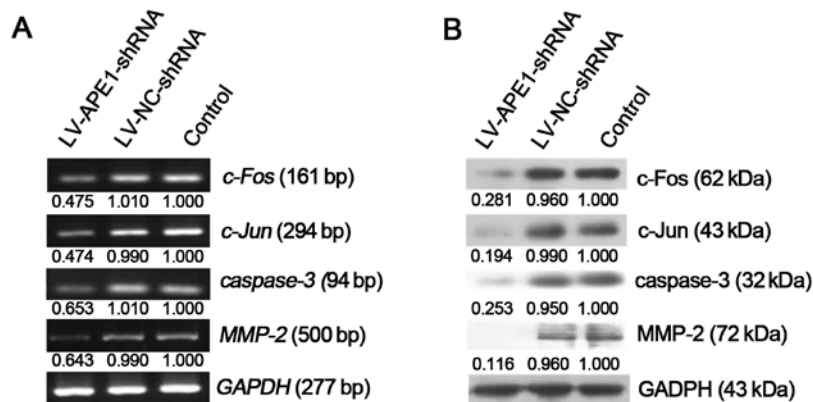 A
LV-APE1-shRNA
LV-NC-shRNA
Control
c-Fos (161 bp)
0.475 1.010 1.000
c-Jun (294 bp)
0.474 0.990 1.000
caspase-3 (94 bp)
0.653 1.010 1.000
MMP-2 (500 bp)
0.643 0.990 1.000
GAPDH (277 bp)
B
LV-APE1-shRNA
LV-NC-shRNA
Control
c-Fos (62 kDa)
0.281 0.960 1.000
c-Jun (43 kDa)
0.194 0.990 1.000
caspase-3 (32 kDa)
0.253 0.950 1.000
MMP-2 (72 kDa)
0.116 0.960 1.000
GADPH (43 kDa)